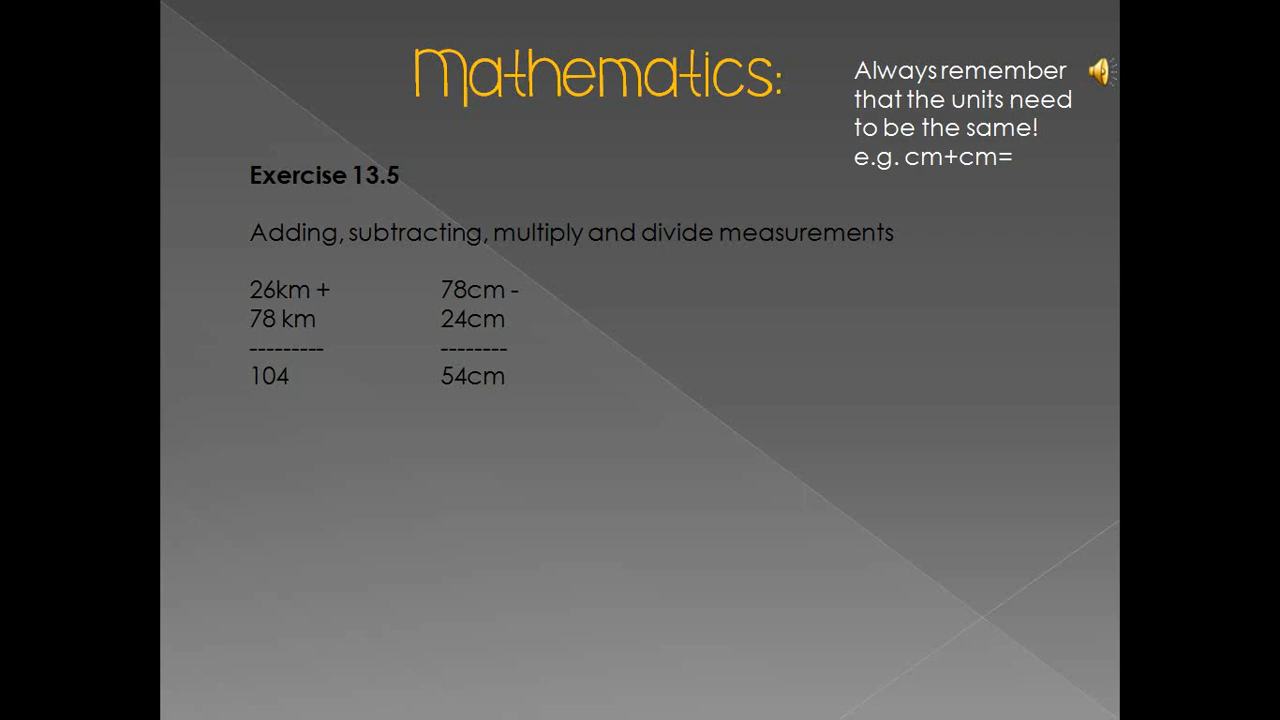 Mathematics:
Always remember
that the units need
to be the same!
e.g. cm+cm=
Exercise 13.5
Adding, subtracting, multiply and divide measurements
26km + 78cm -
78 km 24cm
--------- --------
104 54cm